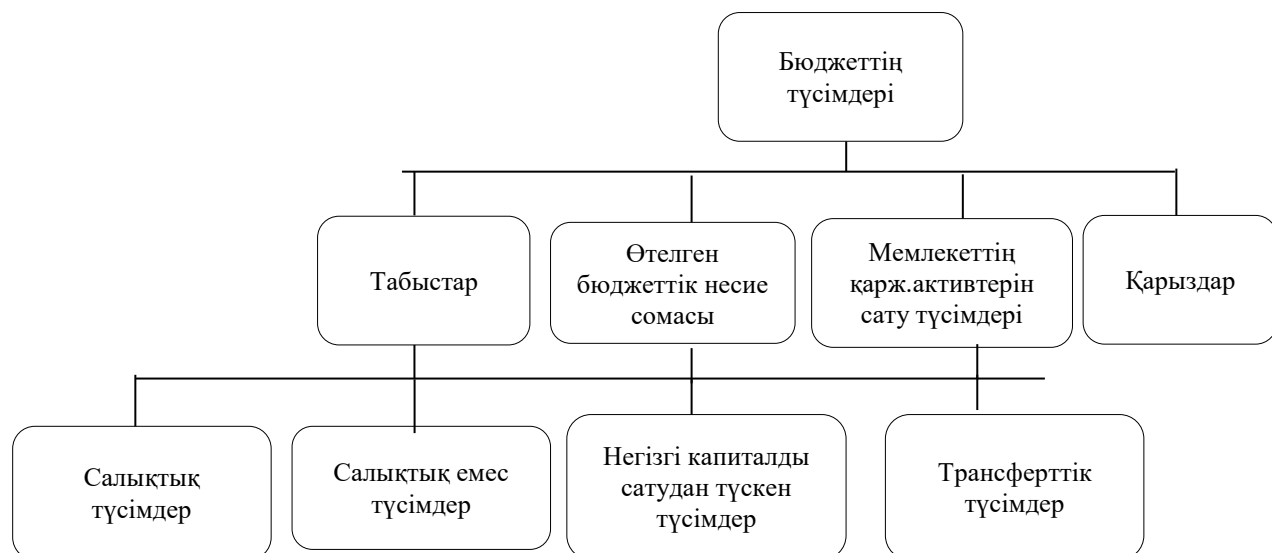 Бюджеттің
түсімдері
Табыстар
Өтелген
бюджеттік несие
сомасы
Мемлекеттің
қарж.активтерін
сату түсімдері
Қарыздар
Салықтық
түсімдер
Салықтық емес
түсімдер
Негізгі капиталды
сатудан түскен
түсімдер
Трансферттік
түсімдер